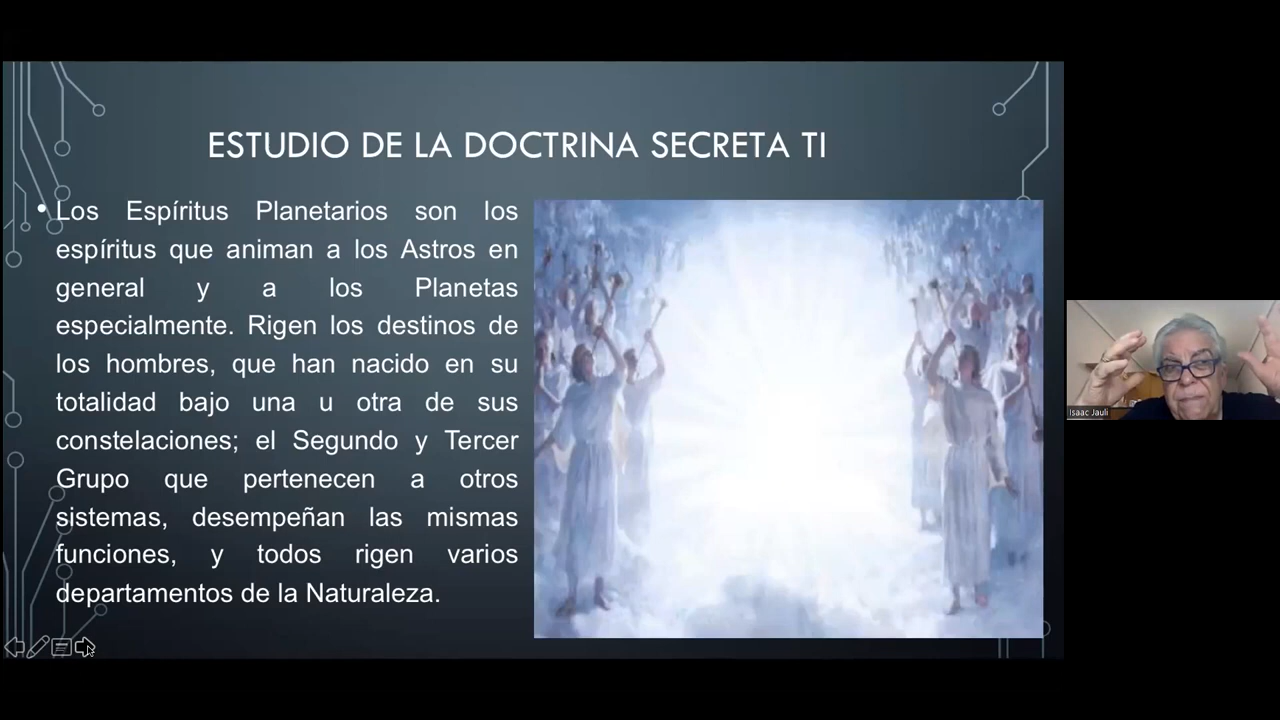 ESTUDIO DE LA DOCTRINA SECRETA TI
• Los Espíritus Planetarios son los
espíritus que animan a los Astros en
general y a los Planetas
especialmente. Rigen los destinos de
los hombres, que han nacido en su
totalidad bajo una u otra de sus
constelaciones; el Segundo y Tercer
Grupo que pertenecen a otros
sistemas, desempeñan las mismas
funciones, y todos rigen varios
departamentos de la Naturaleza.
Isaac Jauli